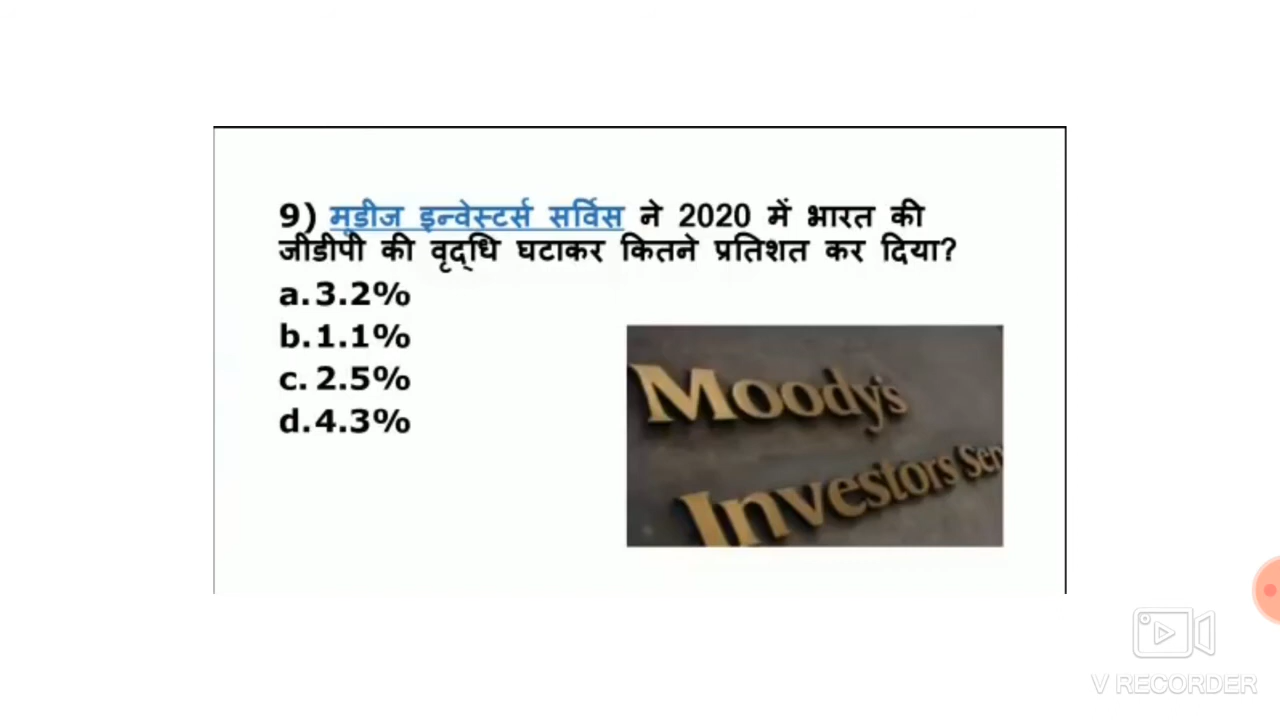 9) मूडीज इन्वेस्टर्स सर्विस ने 2020 में भारत की
जीडीपी की वृद्धि घटाकर कितने प्रतिशत कर दिया?
a.3.2%
b.1.1%
c.2.5%
d.4.3%
Moody's
Investors Ser
V RECORDER